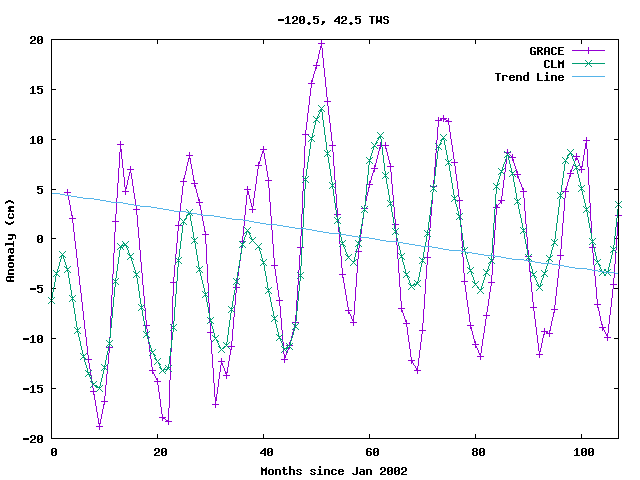 -120.5, 42.5 TWS
GRACE
CLM
Trend Line
20
15
10
5
0
-5
-10
-15
-20
Anomaly (cm)
0 20 40 60 80 100
Months since Jan 2002